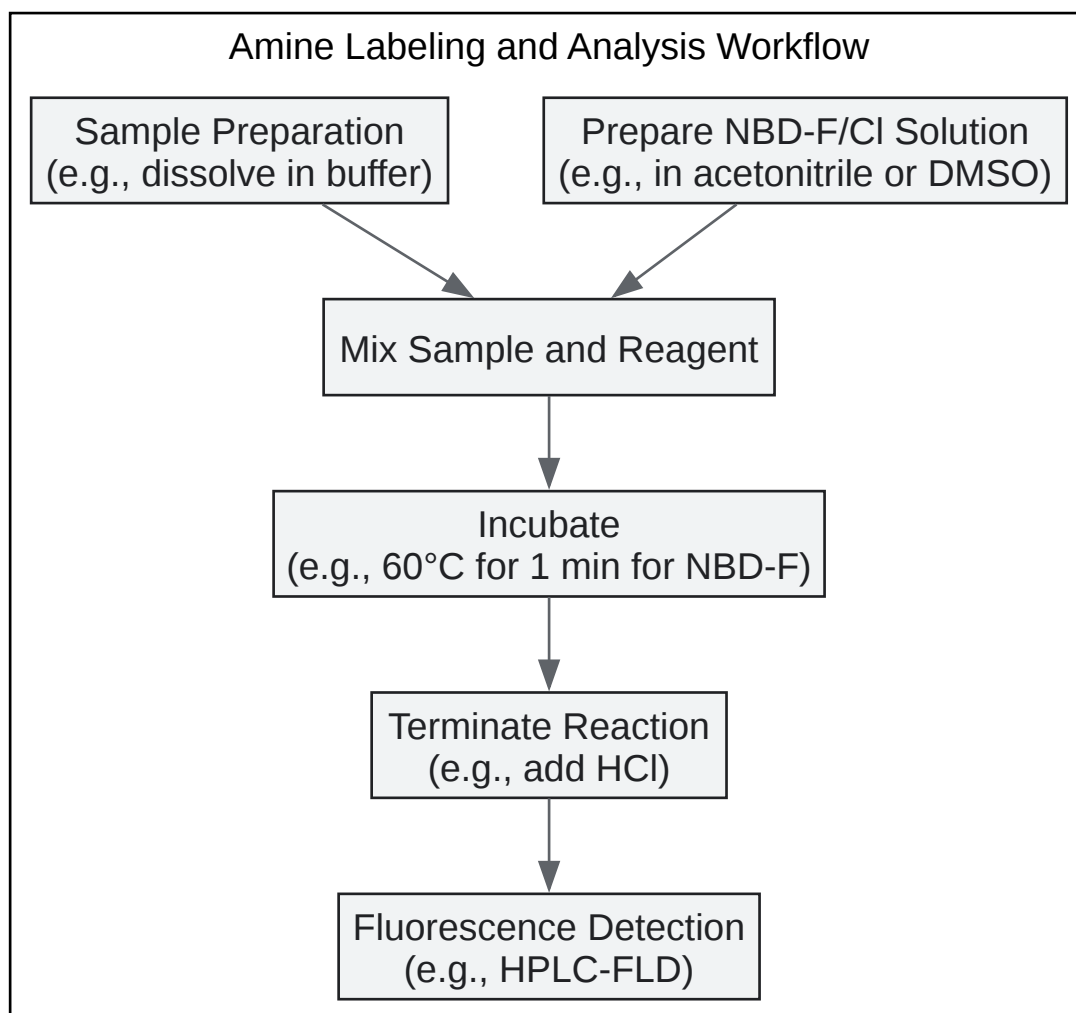 Amine Labeling and Analysis Workflow
Sample Preparation
(e.g., dissolve in buffer)
Prepare NBD-F/Cl Solution
(e.g., in acetonitrile or DMSO)
Mix Sample and Reagent
Incubate
(e.g., 60°C for 1 min for NBD-F)
Terminate Reaction
(e.g., add HCl)
Fluorescence Detection
(e.g., HPLC-FLD)